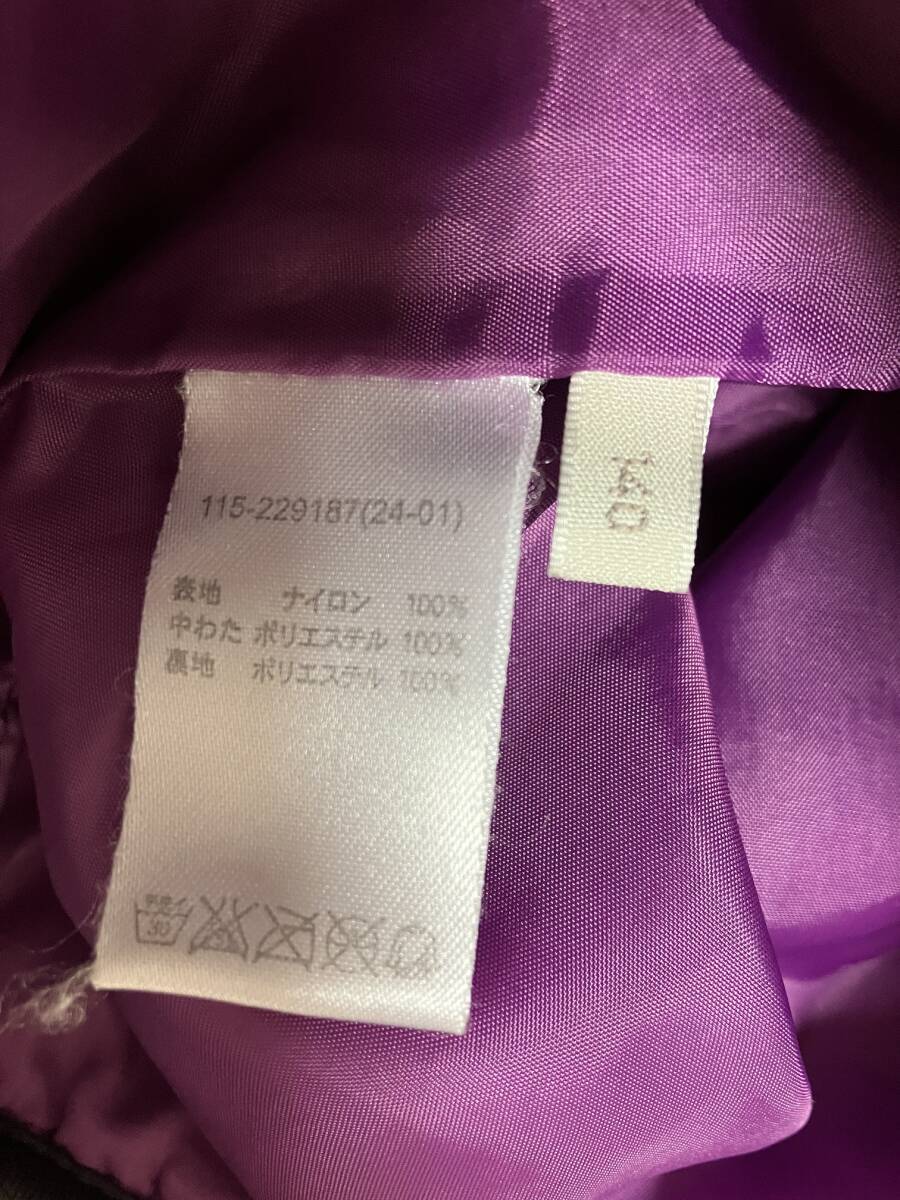 115-229187(24-01)
表地 ナイロン 100%
中わた ポリエステル 100%
裏地 ポリエステル 100%
30